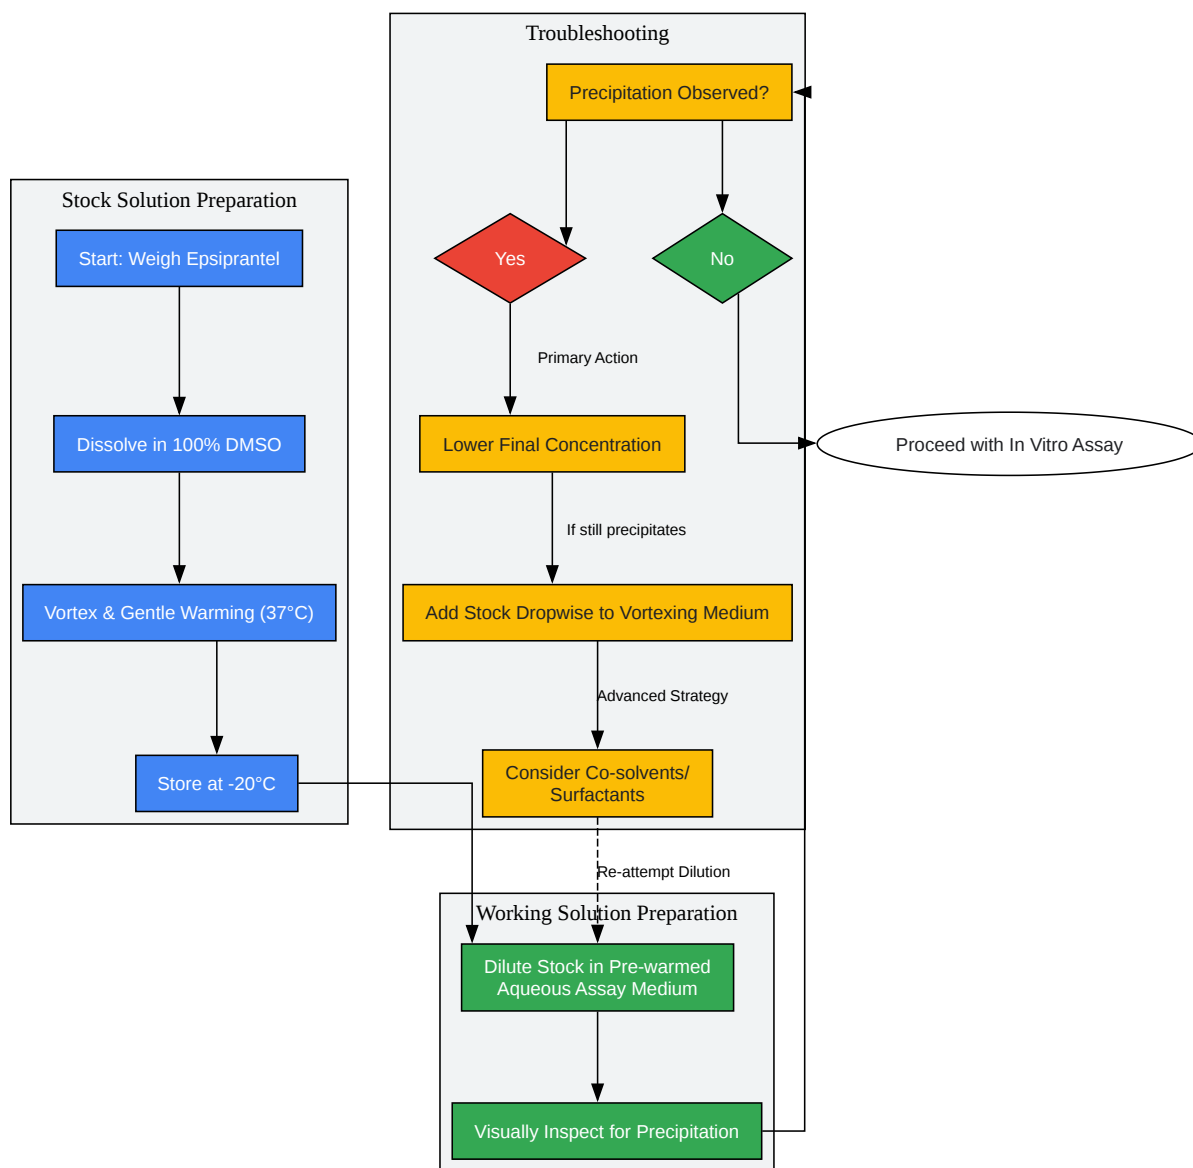 Troubleshooting
Precipitation Observed?
Stock Solution Preparation
Start: Weigh Epsiprantel
Yes
No
Primary Action
Dissolve in 100% DMSO
Lower Final Concentration
Proceed with In Vitro Assay
If still precipitates
Vortex & Gentle Warming (37°C)
Add Stock Dropwise to Vortexing Medium
Advanced Strategy
Store at -20°C
Consider Co-solvents/
Surfactants
Re-attempt Dilution
Working Solution Preparation
Dilute Stock in Pre-warmed
Aqueous Assay Medium
Visually Inspect for Precipitation